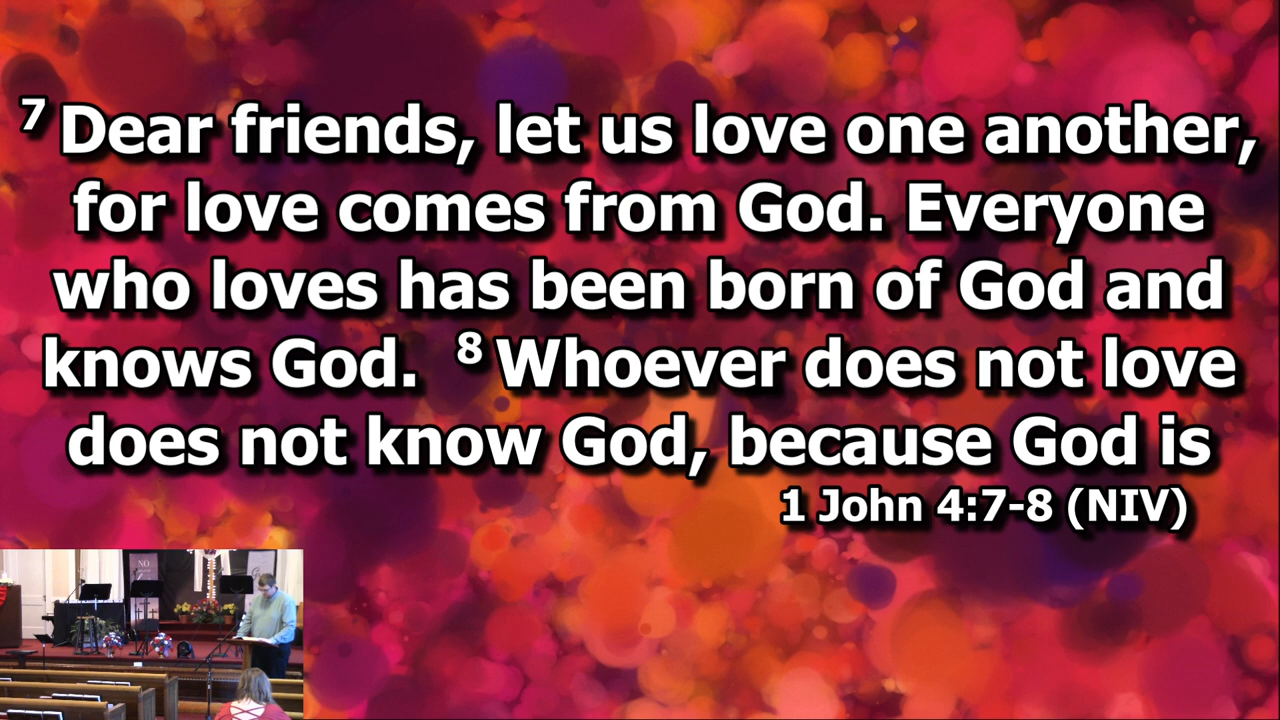 ⁷ Dear friends, let us love one another,
for love comes from God. Everyone
who loves has been born of God and
knows God. ⁸ Whoever does not love
does not know God, because God is
1 John 4:7-8 (NIV)
NO